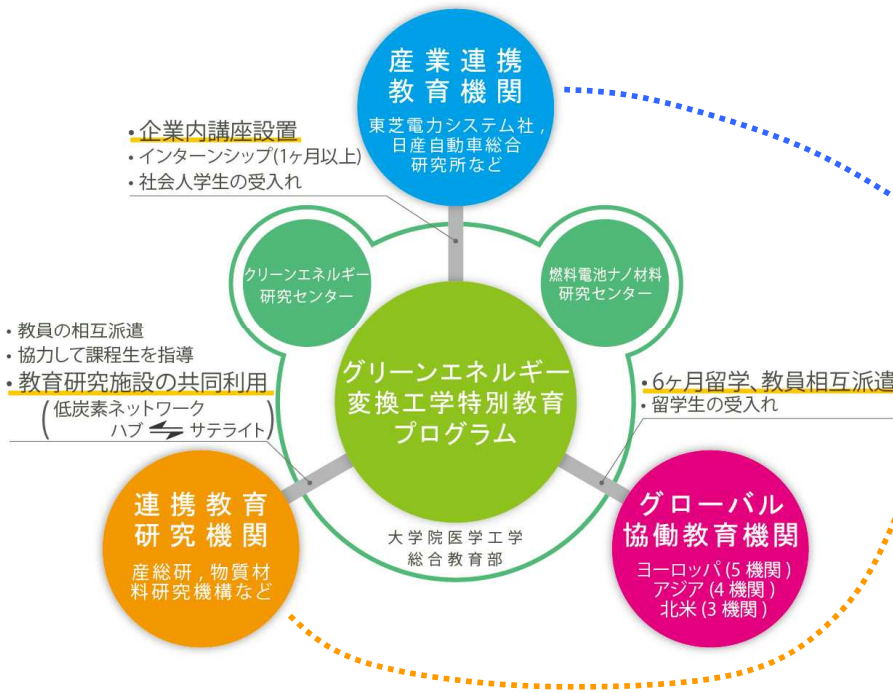 産業連携
教育機関
東芝電力システム社,
日産自動車総合
研究所など
・企業内講座設置
・インターンシップ(1ヶ月以上)
・社会人学生の受入れ
クリーンエネルギー
研究センター
燃料電池ナノ材料
研究センター
・教員の相互派遣
・協力して課程生を指導
・教育研究施設の共同利用
(低炭素ネットワーク
ハブ ⇌ サテライト)
グリーンエネルギー
変換工学特別教育
プログラム
・6ヶ月留学、教員相互派遣
・留学生の受入れ
連携教育
研究機関
産総研,物質材
料研究機構など
大学院医学工学
総合教育部
グローバル
協働教育機関
ヨーロッパ(5機関)
アジア(4機関)
北米(3機関)